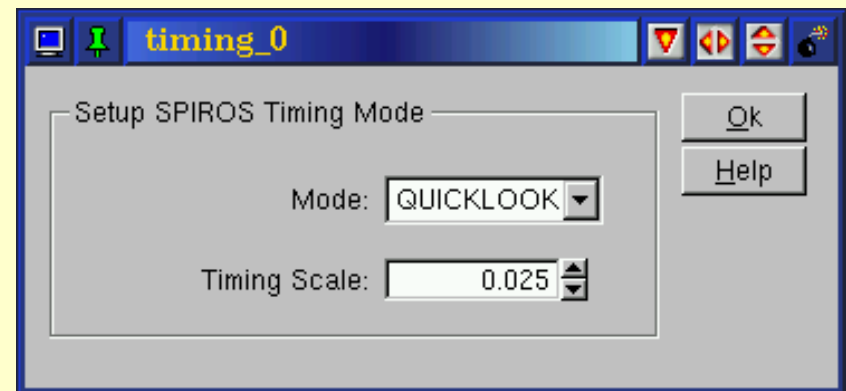 timing_0
Setup SPIROS Timing Mode
Ok
Help
Mode: QUICKLOOK
Timing Scale: 0.025